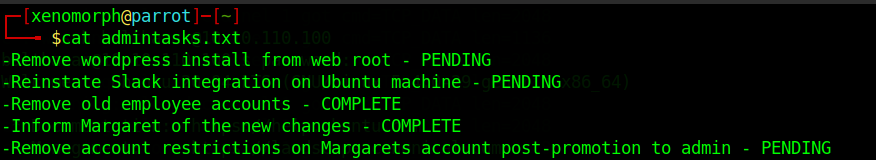 ┌─[xenomorph@parrot]─[~]
└──╼ $cat admintasks.txt
-Remove wordpress install from web root - PENDING
-Reinstate Slack integration on Ubuntu machine - PENDING
-Remove old employee accounts - COMPLETE
-Inform Margaret of the new changes - COMPLETE
-Remove account restrictions on Margarets account post-promotion to admin - PENDING